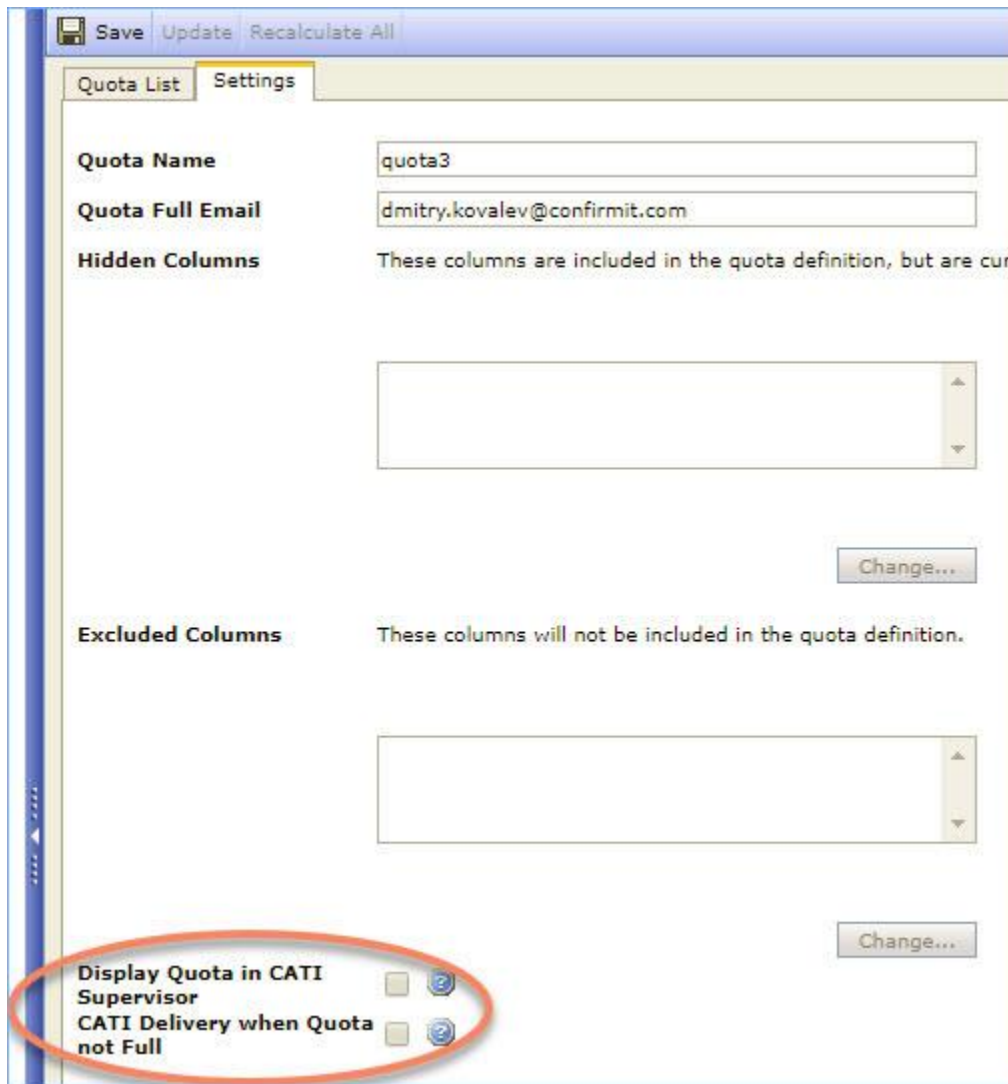 Save Update Recalculate All
Quota List Settings
Quota Name quota3
Quota Full Email dmitry.kovalev@confirmit.com
Hidden Columns These columns are included in the quota definition, but are cur
Change...
Excluded Columns These columns will not be included in the quota definition.
Change...
Display Quota in CATI
Supervisor
CATI Delivery when Quota
not Full